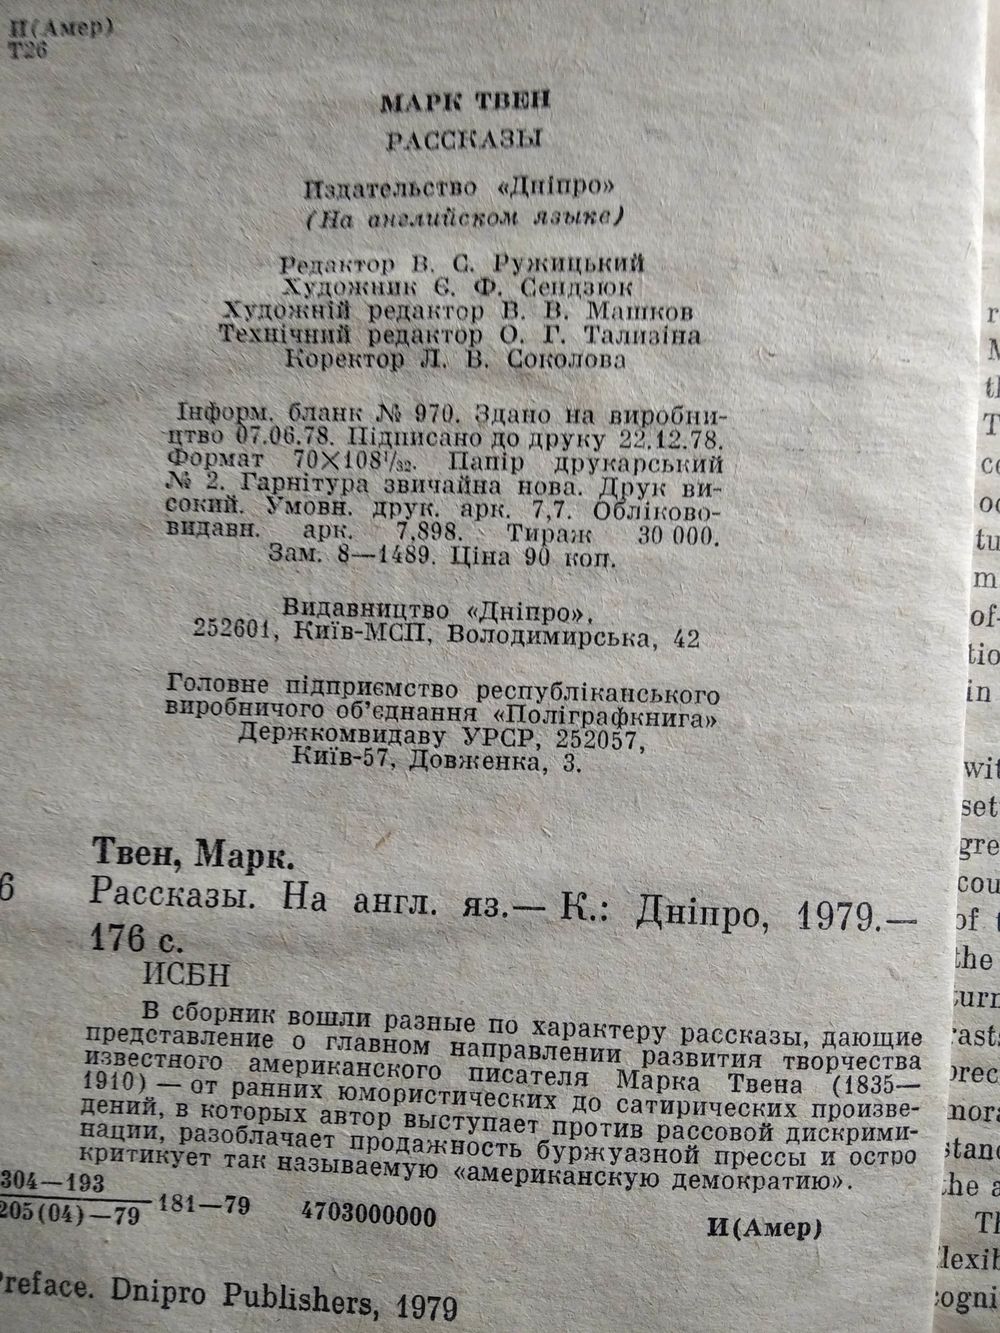 И(Амер)
Т26
МАРК ТВЕН
РАССКАЗЫ
Издательство «Дніпро»
(На английском языке)
Редактор В. С. Ружицький
Художник Є. Ф. Сендзюк
Художній редактор В. В. Машков
Технічний редактор О. Г. Тализіна
Коректор Л. В. Соколова
Інформ. бланк № 970. Здано на виробни-
цтво 07.06.78. Підписано до друку 22.12.78.
Формат 70×108¹/₃₂. Папір друкарський
№ 2. Гарнітура звичайна нова. Друк ви-
сокий. Умовн. друк. арк. 7,7. Обліково-
видавн. арк. 7,898. Тираж 30 000.
Зам. 8—1489. Ціна 90 коп.
Видавництво «Дніпро»,
252601, Київ-МСП, Володимирська, 42
Головне підприємство республіканського
виробничого об'єднання «Поліграфкнига»
Держкомвидаву УРСР, 252057,
Київ-57, Довженка, 3.
Твен, Марк.
6 Рассказы. На англ. яз.— К.: Дніпро, 1979.—
176 с.
ИСБН
В сборник вошли разные по характеру рассказы, дающие
представление о главном направлении развития творчества
известного американского писателя Марка Твена (1835—
1910) — от ранних юмористических до сатирических произве-
дений, в которых автор выступает против рассовой дискрими-
нации, разоблачает продажность буржуазной прессы и остро
критикует так называемую «американскую демократию».
304—193
205(04)—79 181—79 4703000000
И(Амер)
Preface. Dnipro Publishers, 1979